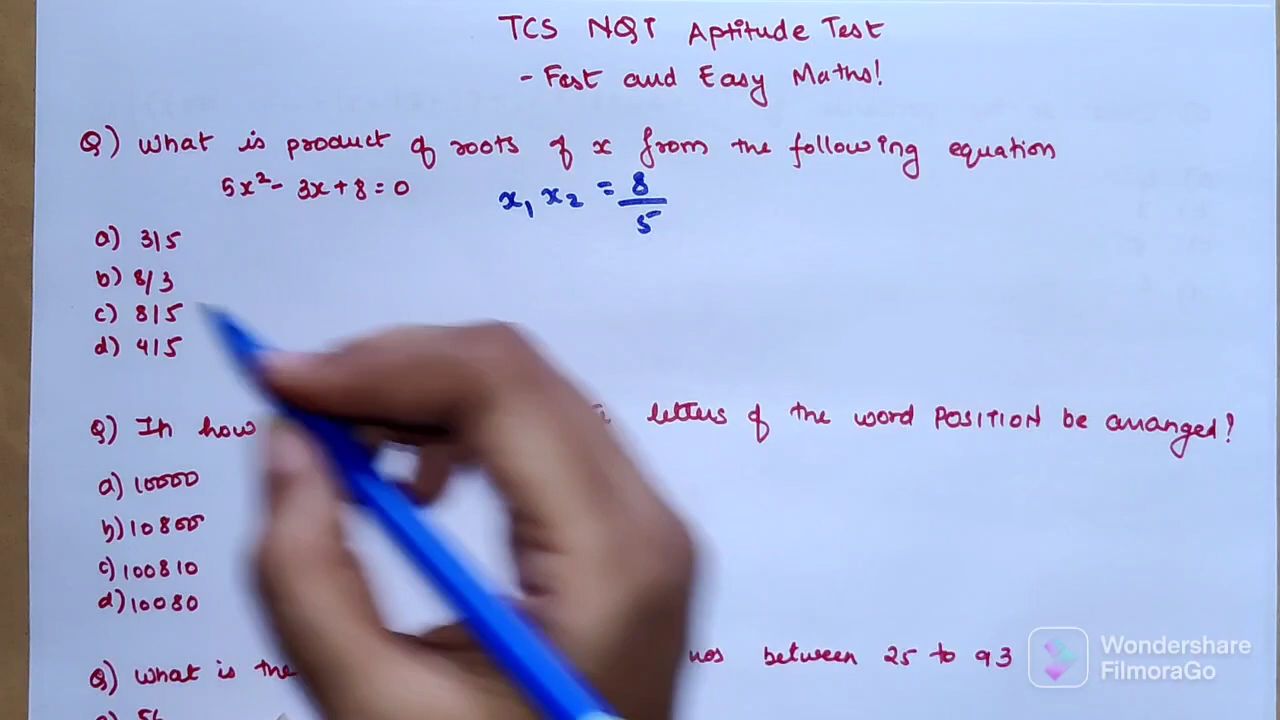 TCS NQT Aptitude Test
- Fast and Easy Maths!
Q) What is product of roots of x from the following equation
5x² - 3x + 8 = 0
x₁ x₂ = 8/5
a) 3/5
b) 8/3
c) 8/5
d) 4/5
Q) In how letters of the word POSITION be arranged?
a) 10000
b) 10800
c) 100810
d) 10080
Q) What is the nos between 25 to 93
Wondershare
FilmoraGo